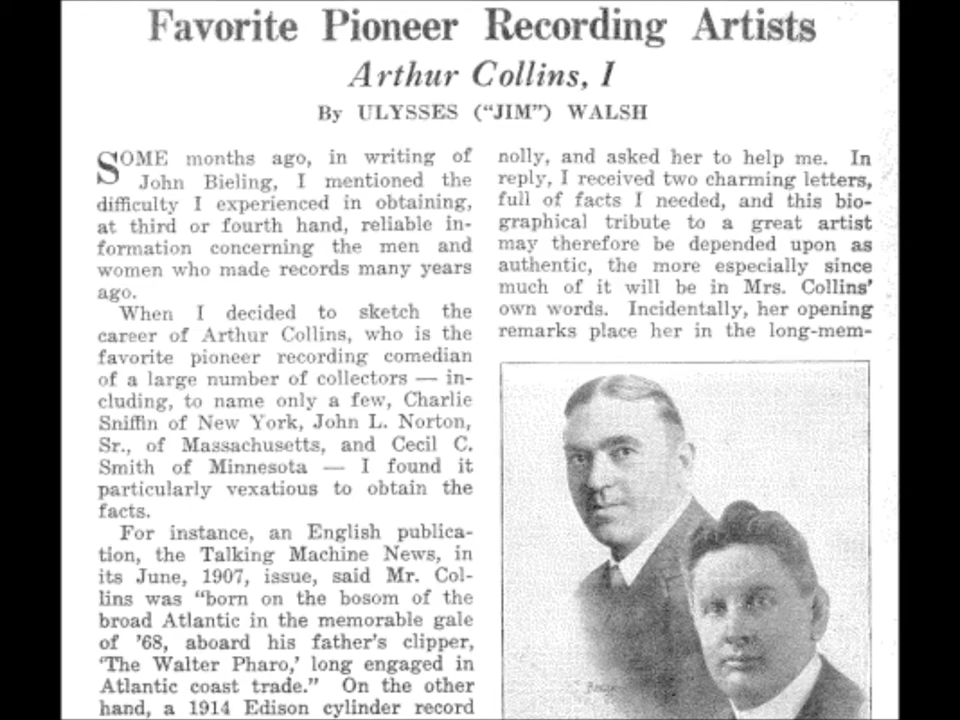 Favorite Pioneer Recording Artists
Arthur Collins, I
By ULYSSES ("JIM") WALSH
SOME months ago, in writing of
John Bieling, I mentioned the
difficulty I experienced in obtaining,
at third or fourth hand, reliable in-
formation concerning the men and
women who made records many years
ago.
When I decided to sketch the
career of Arthur Collins, who is the
favorite pioneer recording comedian
of a large number of collectors — in-
cluding, to name only a few, Charlie
Sniffin of New York, John L. Norton,
Sr., of Massachusetts, and Cecil C.
Smith of Minnesota — I found it
particularly vexatious to obtain the
facts.
For instance, an English publica-
tion, the Talking Machine News, in
its June, 1907, issue, said Mr. Col-
lins was "born on the bosom of the
broad Atlantic in the memorable gale
of '68, aboard his father's clipper,
'The Walter Pharo,' long engaged in
Atlantic coast trade." On the other
hand, a 1914 Edison cylinder record
nolly, and asked her to help me. In
reply, I received two charming letters,
full of facts I needed, and this bio-
graphical tribute to a great artist
may therefore be depended upon as
authentic, the more especially since
much of it will be in Mrs. Collins'
own words. Incidentally, her opening
remarks place her in the long-mem-